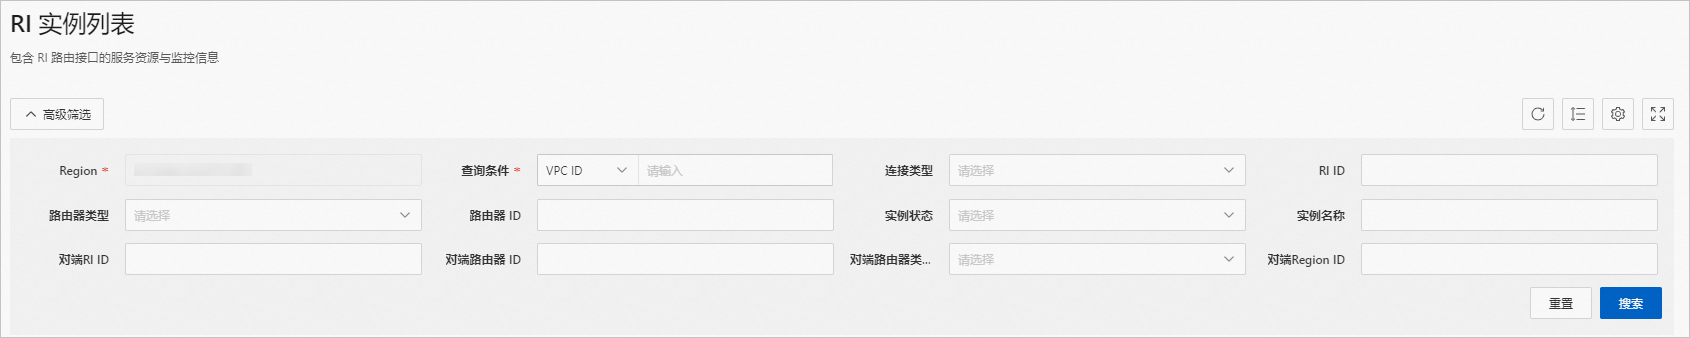 RI 实例列表
包含 RI 路由接口的服务资源与监控信息
高级筛选
Region * 查询条件 * VPC ID 请输入 连接类型 请选择 RI ID
路由器类型 请选择 路由器 ID 实例状态 请选择 实例名称
对端RI ID 对端路由器 ID 对端路由器类... 请选择 对端Region ID
重置 搜索